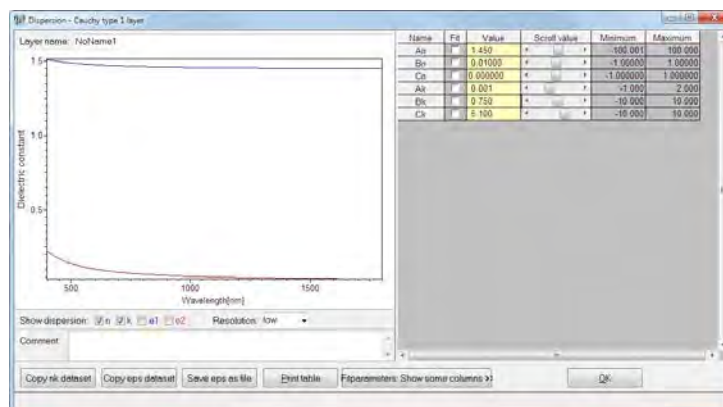 Dispersion - Cauchy type 1 layer
Layer name: NoName1
Name Fit Value Scroll value Minimum Maximum
An 1.450 -100.001 100.000
Bn 0.01000 -1.00000 1.00000
Cn 0.000000 -1.000000 1.000000
Ak 0.001 -1.000 2.000
Bk 0.750 -10.000 10.000
Ck 5.100 -10.000 10.000
Dielectric constant
1.5
1.0
0.5
500 1000 1500
Wavelength[nm]
Show dispersion: n k e1 e2 Resolution: low
Comment:
Copy nk dataset Copy eps dataset Save eps as file Print table Fitparameters: Show some columns >> OK